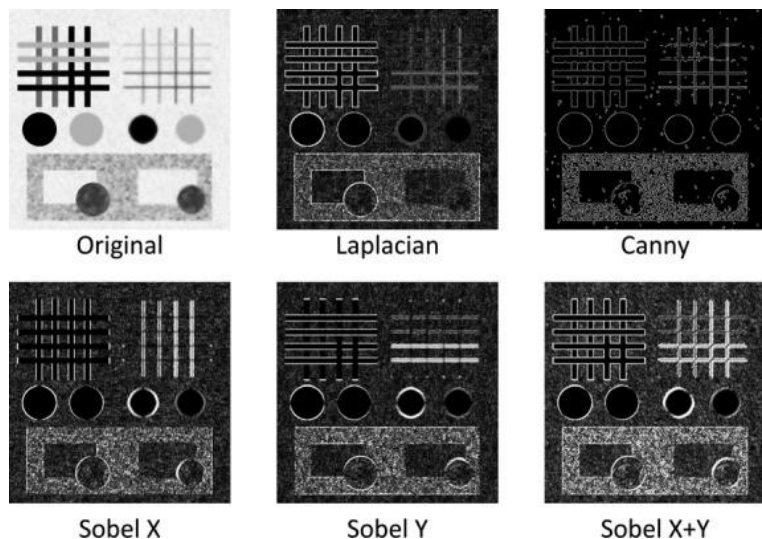 Original
Laplacian
Canny
Sobel X
Sobel Y
Sobel X+Y